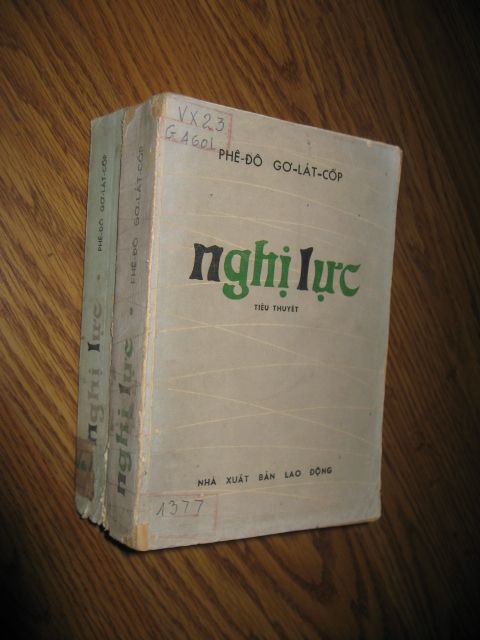 VX23
GA60L
PHÊ-ĐÔ GƠ-LÁT-CỐP
nghị lực
TIỂU THUYẾT
NHÀ XUẤT BẢN LAO ĐỘNG
1377
nghị lực • PHÊ-ĐÔ GƠ-LÁT-CỐP
nghị lực • PHÊ-ĐÔ GƠ-LÁT-CỐP